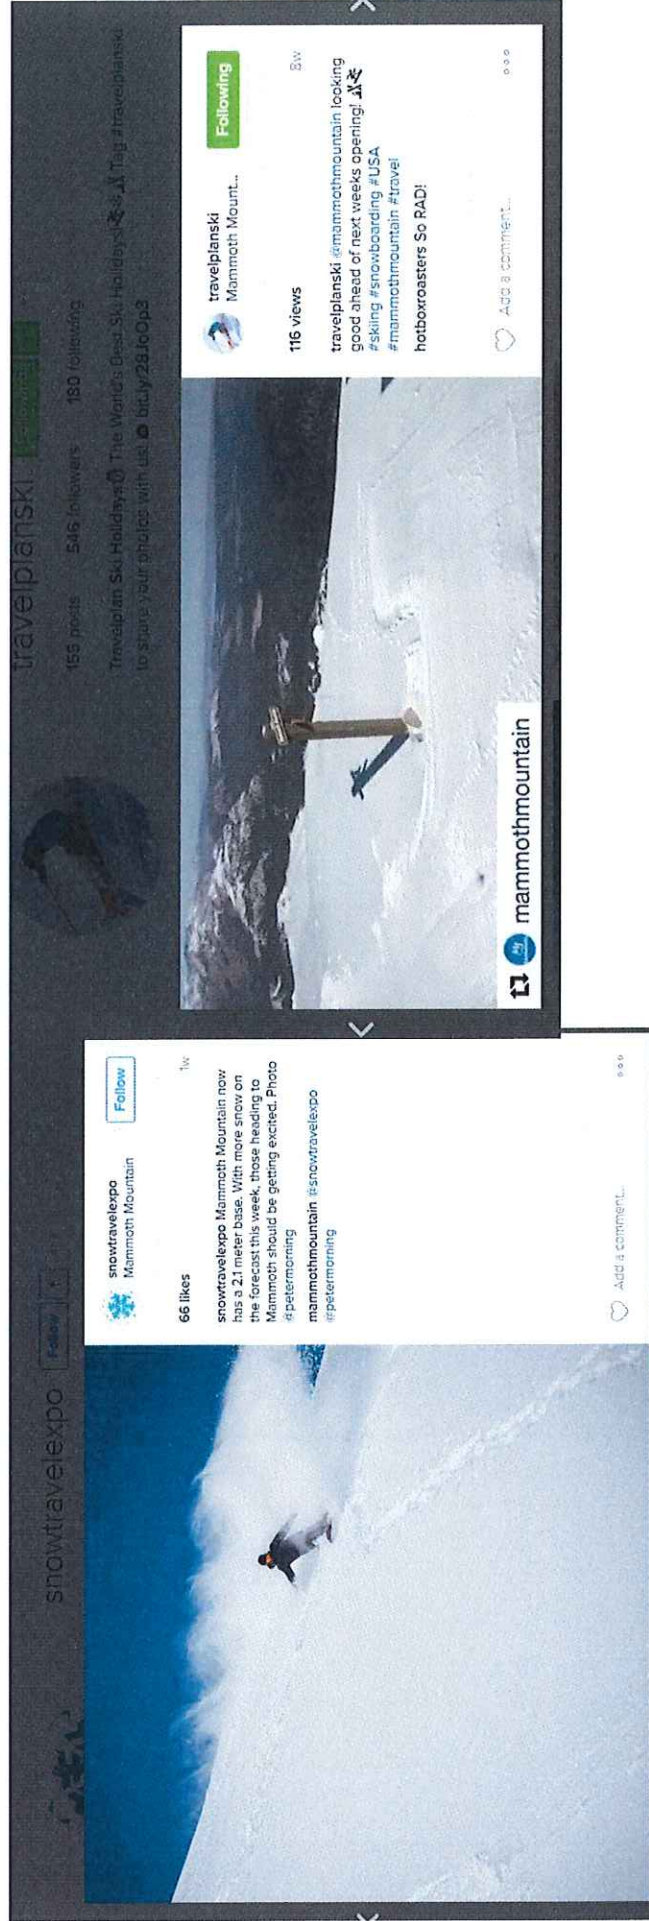 snowtravelexpo
Follow
snowtravelexpo
Mammoth Mountain
Follow
66 likes
1w
snowtravelexpo Mammoth Mountain now
has a 2.1 meter base. With more snow on
the forecast this week, those heading to
Mammoth should be getting excited. Photo
@petermorning
mammothmountain @snowtravelexpo
@petermorning
Add a comment...
travelplanski
159 posts 546 followers 180 following
Travelplan Ski Holidays The World's Best Ski Holidays! Tag #travelplanski
to share your photos with us! bit.ly/28JoOp3
travelplanski
Mammoth Mount...
Following
116 views
8w
travelplanski @mammothmountain looking
good ahead of next weeks opening!
#skiing #snowboarding #USA
#mammothmountain #travel
hotboxroasters So RAD!
Add a comment...
mammothmountain